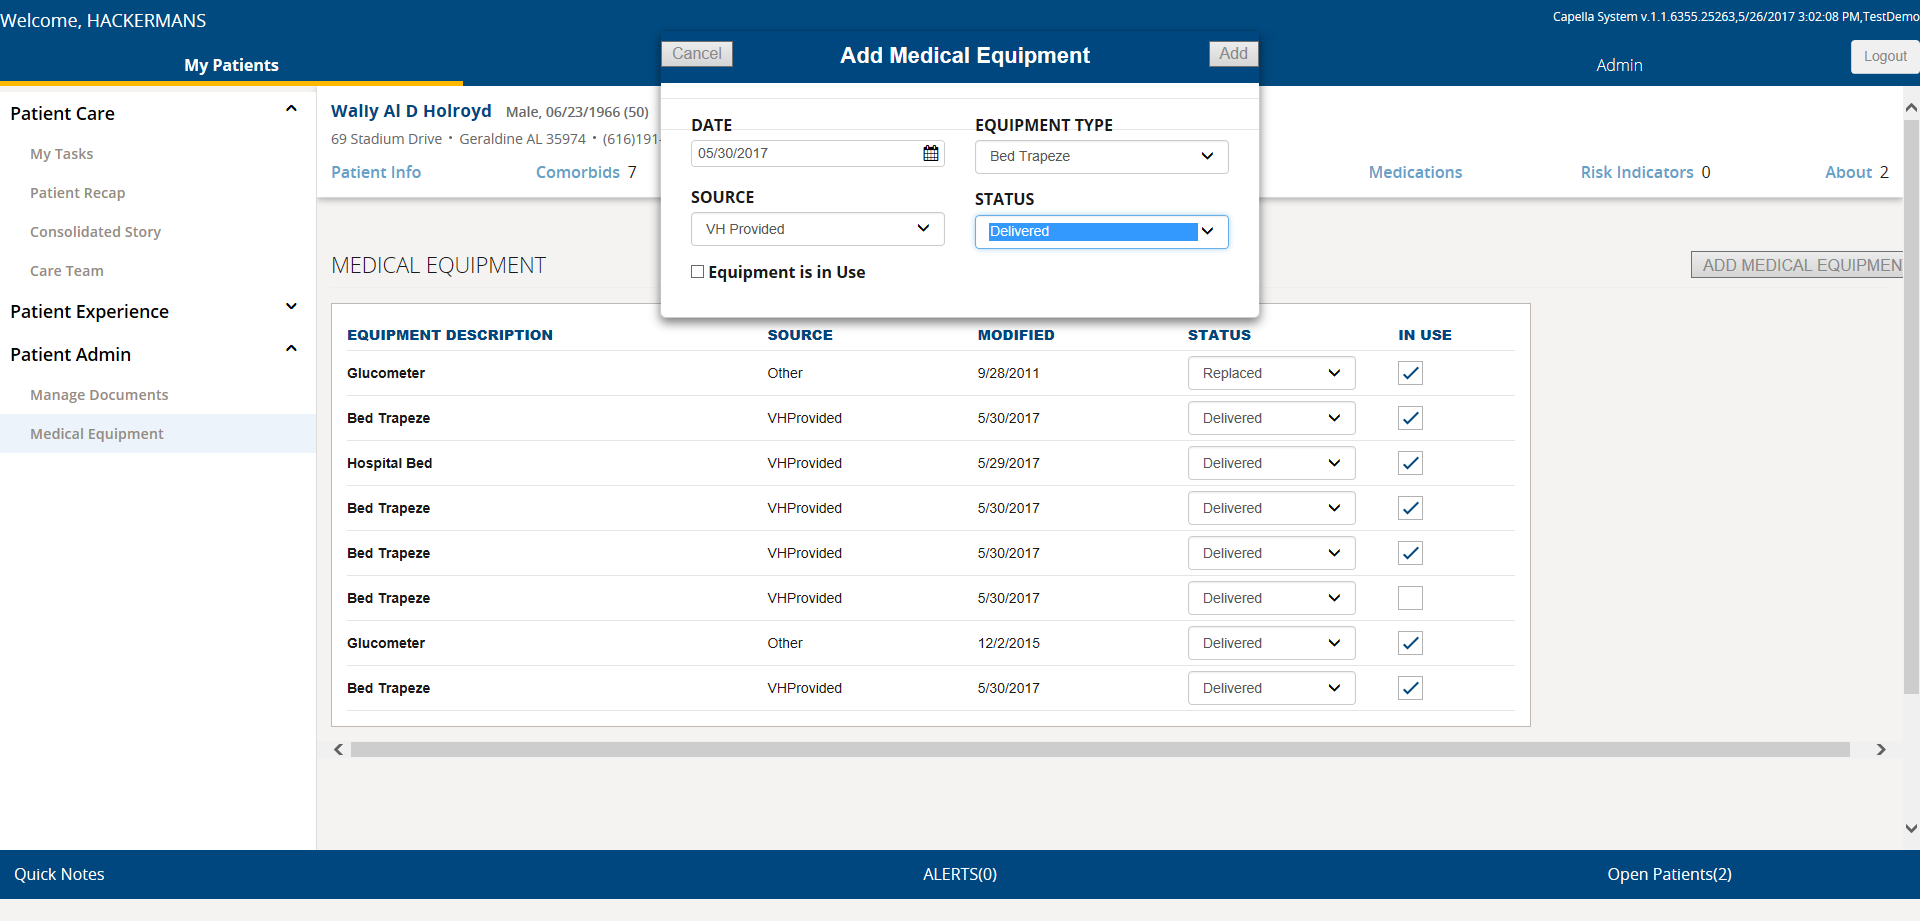 Welcome, HACKERMANS
Capella System v.1.1.6355.25263,5/26/2017 3:02:08 PM,TestDemo
My Patients
Admin
Logout
Cancel
Add Medical Equipment
Add
Patient Care
My Tasks
Patient Recap
Consolidated Story
Care Team
Patient Experience
Patient Admin
Manage Documents
Medical Equipment
Wally Al D Holroyd Male, 06/23/1966 (50)
69 Stadium Drive • Geraldine AL 35974 • (616)191-
Patient Info
Comorbids 7
Medications
Risk Indicators 0
About 2
DATE
05/30/2017
EQUIPMENT TYPE
Bed Trapeze
SOURCE
VH Provided
STATUS
Delivered
Equipment is in Use
MEDICAL EQUIPMENT
ADD MEDICAL EQUIPMEN
EQUIPMENT DESCRIPTION SOURCE MODIFIED STATUS IN USE
Glucometer Other 9/28/2011 Replaced
Bed Trapeze VHProvided 5/30/2017 Delivered
Hospital Bed VHProvided 5/29/2017 Delivered
Bed Trapeze VHProvided 5/30/2017 Delivered
Bed Trapeze VHProvided 5/30/2017 Delivered
Bed Trapeze VHProvided 5/30/2017 Delivered
Glucometer Other 12/2/2015 Delivered
Bed Trapeze VHProvided 5/30/2017 Delivered
Quick Notes
ALERTS(0)
Open Patients(2)